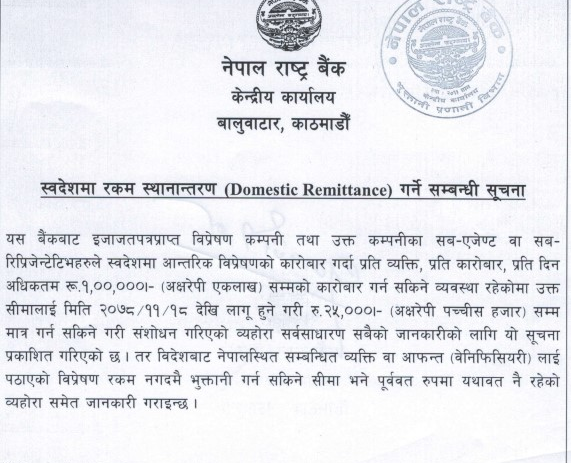 नेपाल राष्ट्र बैंक
केन्द्रीय कार्यालय
बालुवाटार, काठमाडौं
नेपाल राष्ट्र बैंक
केन्द्रीय कार्यालय
भुक्तानी प्रणाली विभाग
स्वदेशमा रकम स्थानान्तरण (Domestic Remittance) गर्ने सम्बन्धी सूचना
यस बैंकबाट इजाजतपत्रप्राप्त विप्रेषण कम्पनी तथा उक्त कम्पनीका सब-एजेण्ट वा सब-
रिप्रिजेन्टेटिभहरुले स्वदेशमा आन्तरिक विप्रेषणको कारोबार गर्दा प्रति व्यक्ति, प्रति कारोबार, प्रति दिन
अधिकतम रू.१,००,०००।- (अक्षरेपी एकलाख) सम्मको कारोबार गर्न सकिने व्यवस्था रहेकोमा उक्त
सीमालाई मिति २०७८/११/१८ देखि लागू हुने गरी रु.२५,०००।- (अक्षरेपी पच्चीस हजार) सम्म
मात्र गर्न सकिने गरी संशोधन गरिएको व्यहोरा सर्वसाधारण सबैको जानकारीको लागि यो सूचना
प्रकाशित गरिएको छ । तर बिदेशबाट नेपालस्थित सम्बन्धित व्यक्ति वा आफन्त (बेनिफिसियरी) लाई
पठाएको विप्रेषण रकम नगदमै भुक्तानी गर्न सकिने सीमा भने पूर्ववत रुपमा यथावत नै रहेको
व्यहोरा समेत जानकारी गराइन्छ ।